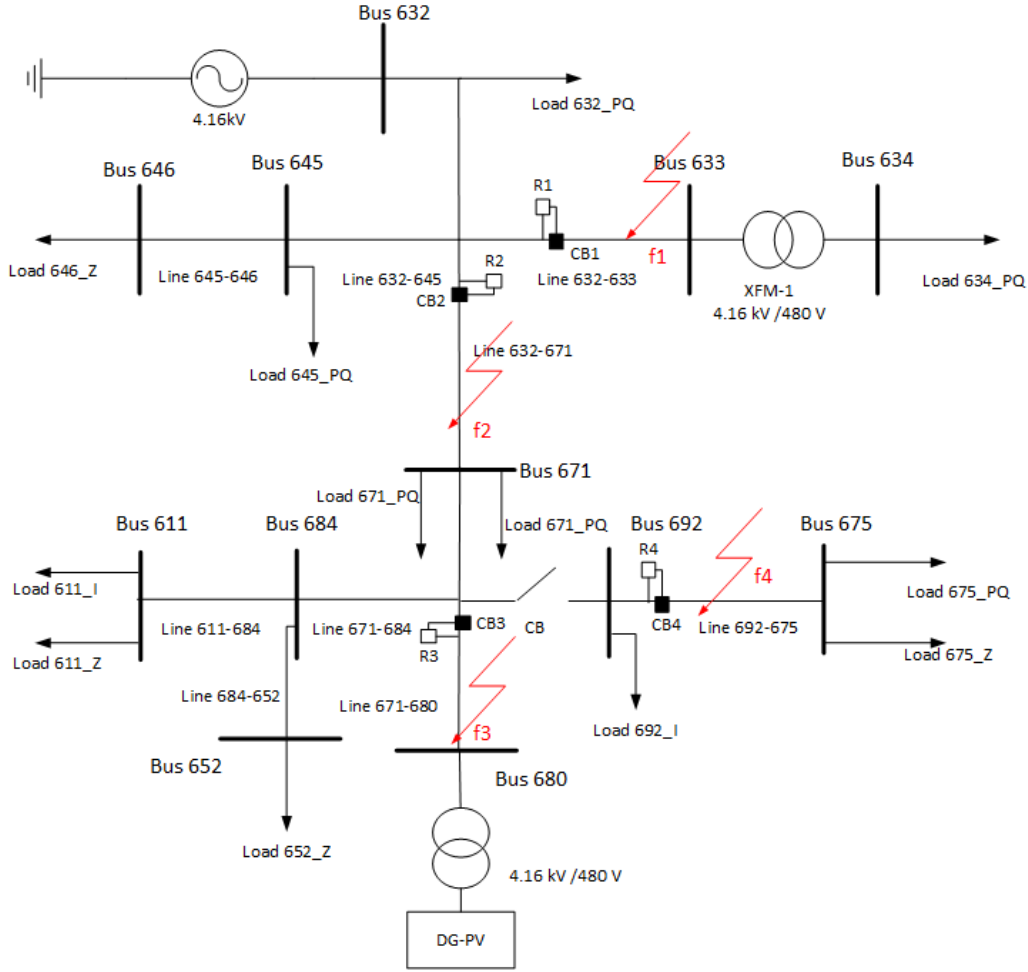 Bus 632
4.16kV
Load 632_PQ
Bus 646
Bus 645
Bus 633
Bus 634
R1
CB1
f1
Load 646_Z
Line 645-646
Line 632-645
R2
CB2
Line 632-633
XFM-1
4.16 kV /480 V
Load 634_PQ
Load 645_PQ
Line 632-671
f2
Bus 671
Load 671_PQ
Load 671_PQ
Bus 611
Bus 684
Bus 692
Bus 675
R4
f4
Load 611_I
Load 675_PQ
Line 611-684
Line 671-684
CB3
CB
CB4
Line 692-675
R3
Load 611_Z
Load 675_Z
Line 684-652
Line 671-680
f3
Load 692_I
Bus 652
Bus 680
Load 652_Z
4.16 kV /480 V
DG-PV